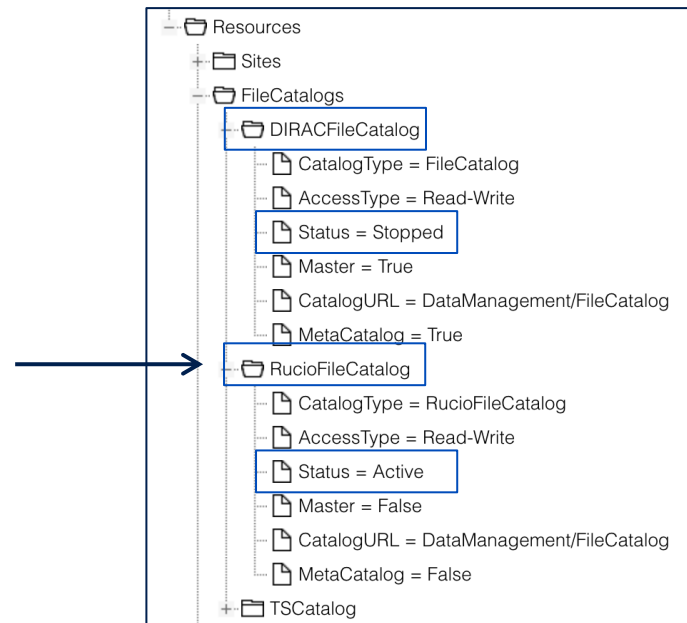 Resources
Sites
FileCatalogs
DIRACFileCatalog
CatalogType = FileCatalog
AccessType = Read-Write
Status = Stopped
Master = True
CatalogURL = DataManagement/FileCatalog
MetaCatalog = True
RucioFileCatalog
CatalogType = RucioFileCatalog
AccessType = Read-Write
Status = Active
Master = False
CatalogURL = DataManagement/FileCatalog
MetaCatalog = False
TSCatalog